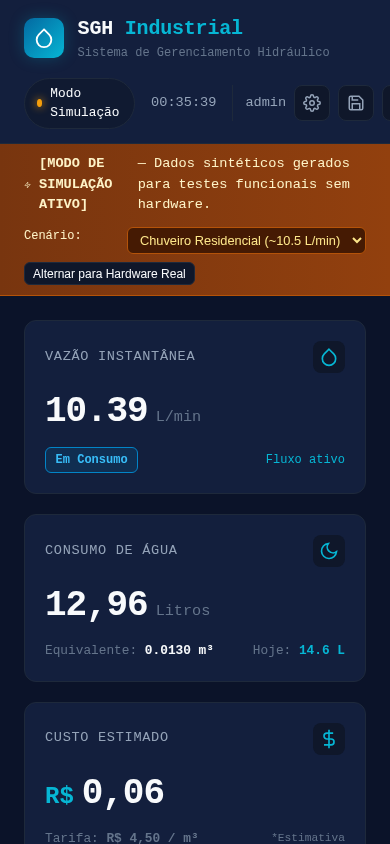 SGH Industrial
Sistema de Gerenciamento Hidráulico
Modo
Simulação
00:35:39
admin
[MODO DE
SIMULAÇÃO
ATIVO]
— Dados sintéticos gerados
para testes funcionais sem
hardware.
Cenário:
Chuveiro Residencial (~10.5 L/min)
Alternar para Hardware Real
VAZÃO INSTANTÂNEA
10.39 L/min
Em Consumo
Fluxo ativo
CONSUMO DE ÁGUA
12,96 Litros
Equivalente: 0.0130 m³
Hoje: 14.6 L
CUSTO ESTIMADO
R$ 0,06
Tarifa: R$ 4,50 / m³
*Estimativa